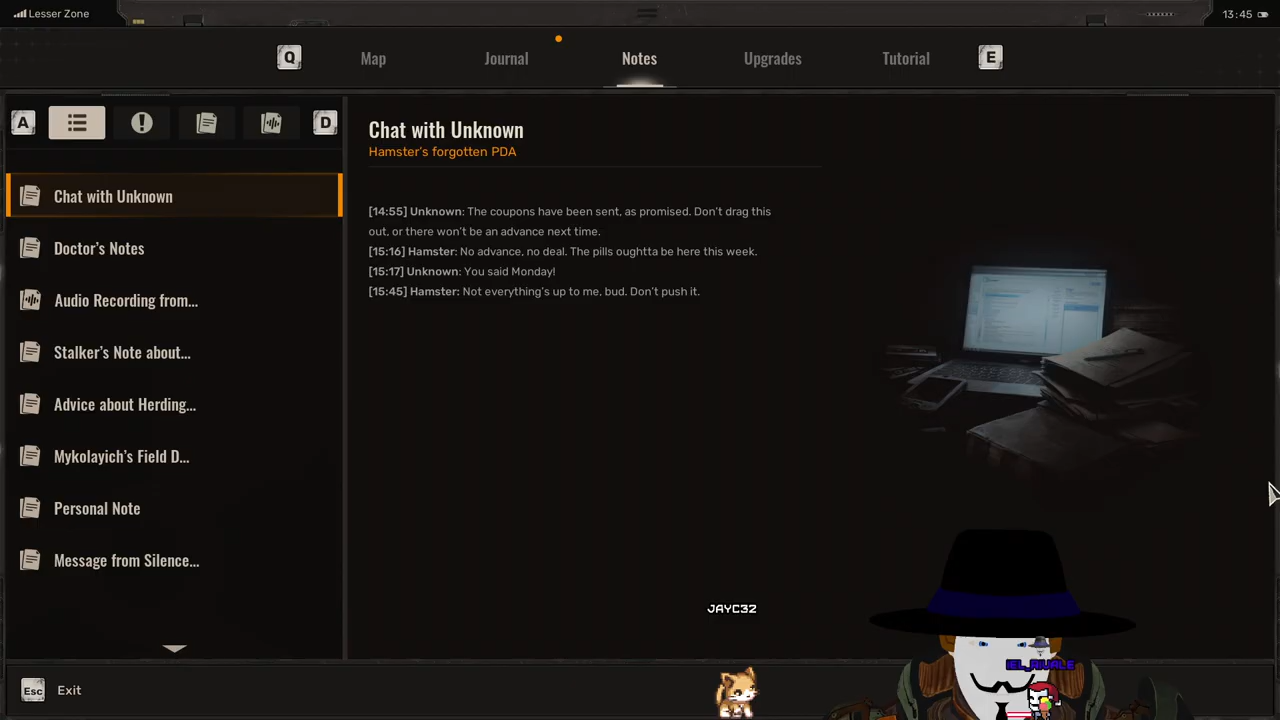 Lesser Zone
13:45
Q
Map
Journal
Notes
Upgrades
Tutorial
E
A
D
Chat with Unknown
Doctor's Notes
Audio Recording from...
Stalker's Note about...
Advice about Herding...
Mykolayich's Field D...
Personal Note
Message from Silence...
Chat with Unknown
Hamster's forgotten PDA
[14:55] Unknown: The coupons have been sent, as promised. Don't drag this
out, or there won't be an advance next time.
[15:16] Hamster: No advance, no deal. The pills oughtta be here this week.
[15:17] Unknown: You said Monday!
[15:45] Hamster: Not everything's up to me, bud. Don't push it.
JAYC3Z
IEL_RIVALE
Esc
Exit